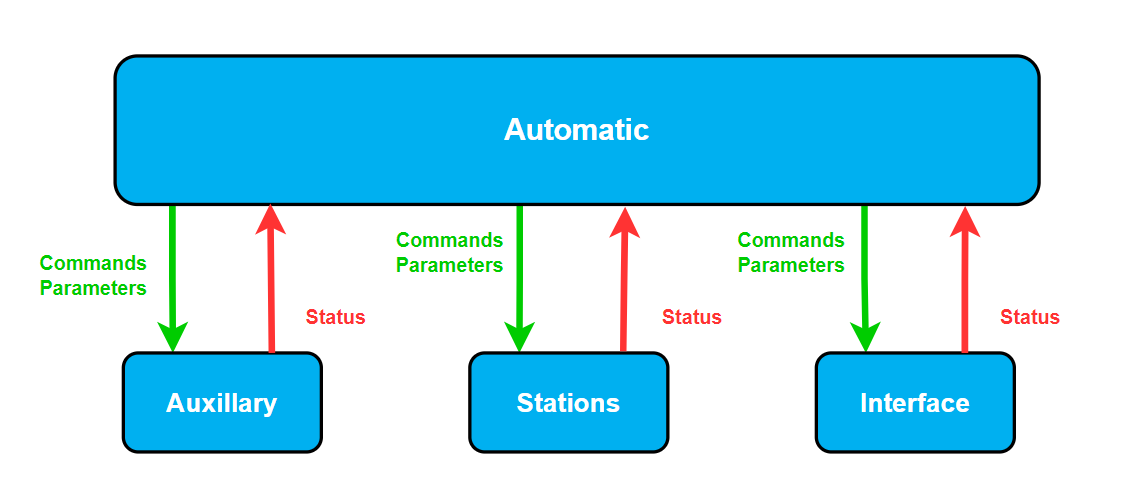 Automatic
Commands
Parameters
Status
Commands
Parameters
Status
Commands
Parameters
Status
Auxillary
Stations
Interface